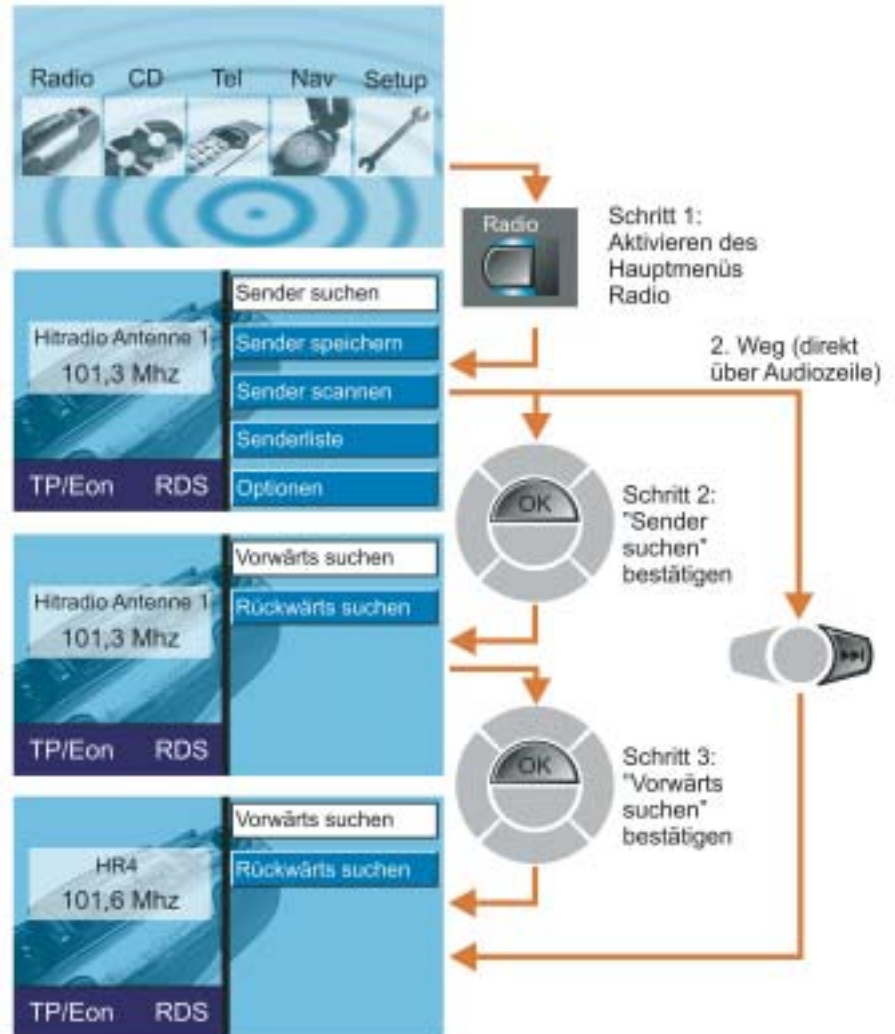 Radio CD Tel Nav Setup
Radio
Schritt 1:
Aktivieren des
Hauptmenüs
Radio
Sender suchen
Hitradio Antenne 1
101,3 Mhz
Sender speichern
Sender scannen
Senderliste
Optionen
TP/Eon RDS
2. Weg (direkt
über Audiozeile)
OK
Schritt 2:
"Sender
suchen"
bestätigen
Vorwärts suchen
Rückwärts suchen
Hitradio Antenne 1
101,3 Mhz
TP/Eon RDS
OK
Schritt 3:
"Vorwärts
suchen"
bestätigen
Vorwärts suchen
Rückwärts suchen
HR4
101,6 Mhz
TP/Eon RDS